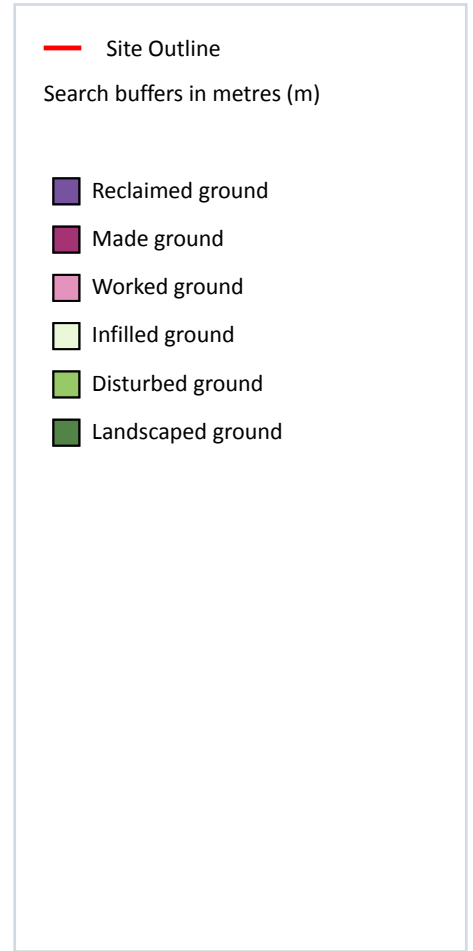 Site Outline
Search buffers in metres (m)
Reclaimed ground
Made ground
Worked ground
Infilled ground
Disturbed ground
Landscaped ground